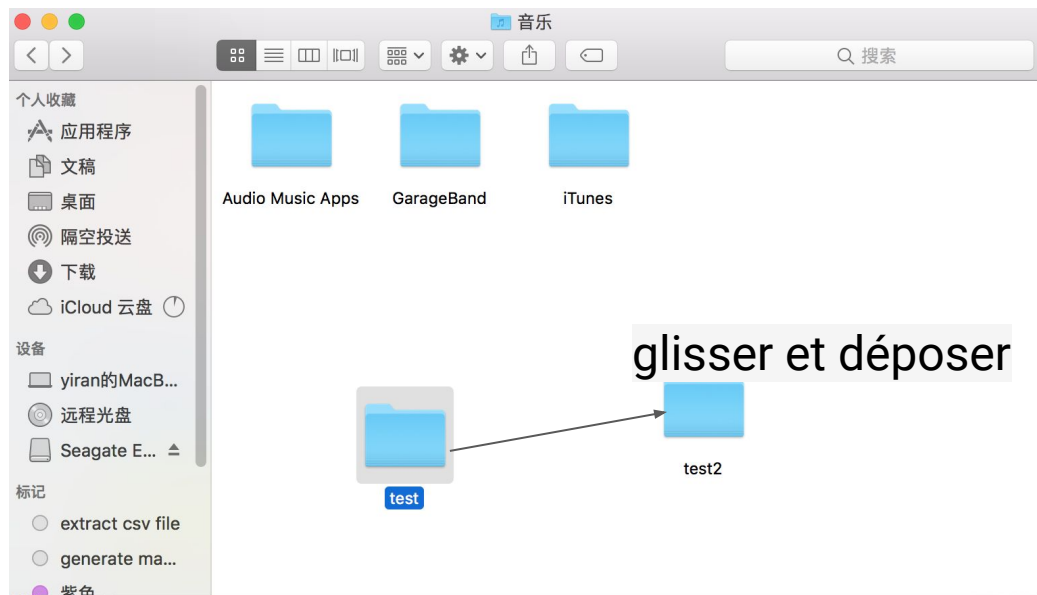 音乐
搜索
个人收藏
应用程序
文稿
桌面
隔空投送
下载
iCloud 云盘
设备
yiran的MacB...
远程光盘
Seagate E...
标记
extract csv file
generate ma...
紫色
Audio Music Apps
GarageBand
iTunes
glisser et déposer
test
test2